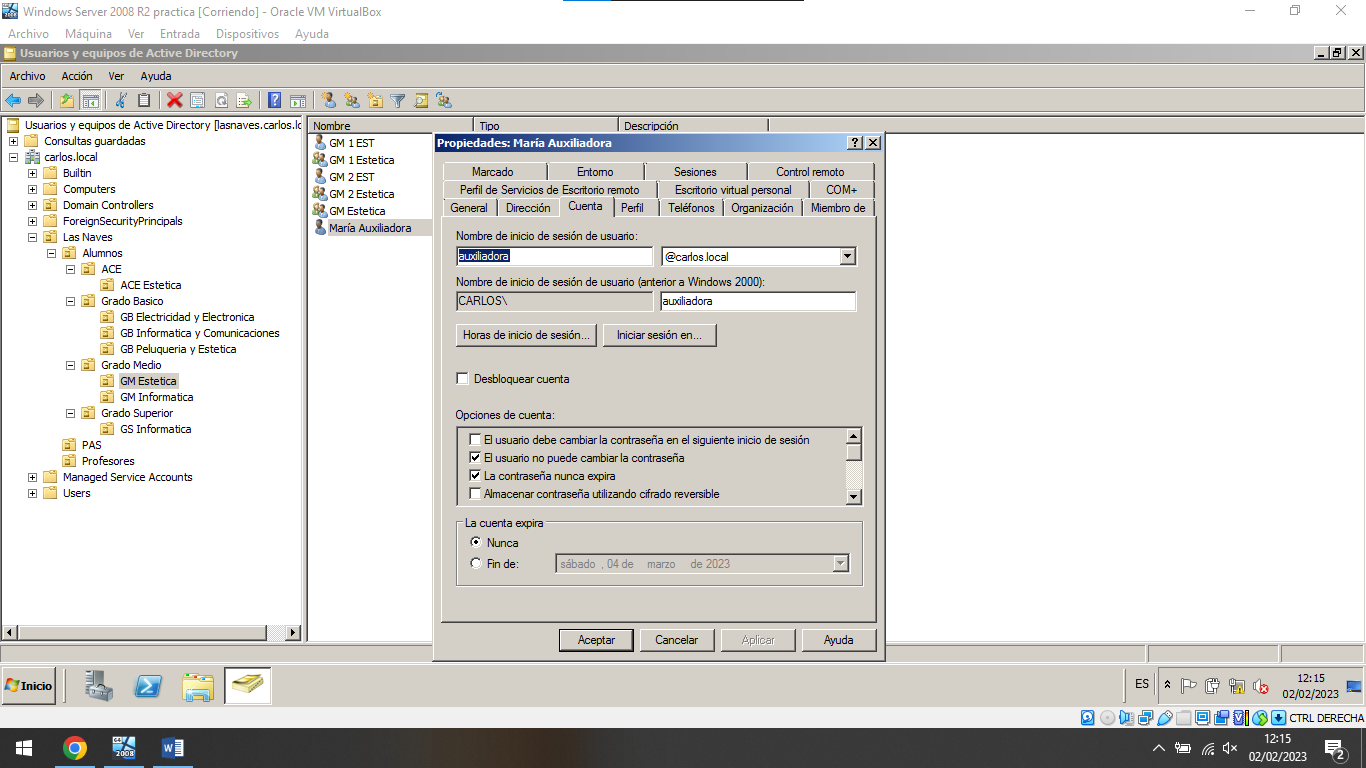 Windows Server 2008 R2 practica [Corriendo] - Oracle VM VirtualBox
Archivo Máquina Ver Entrada Dispositivos Ayuda
Usuarios y equipos de Active Directory
Archivo Acción Ver Ayuda
Usuarios y equipos de Active Directory [lasnaves.carlos.lo
Consultas guardadas
carlos.local
Builtin
Computers
Domain Controllers
ForeignSecurityPrincipals
Las Naves
Alumnos
ACE
ACE Estetica
Grado Basico
GB Electricidad y Electronica
GB Informatica y Comunicaciones
GB Peluqueria y Estetica
Grado Medio
GM Estetica
GM Informatica
Grado Superior
GS Informatica
PAS
Profesores
Managed Service Accounts
Users
Nombre Tipo Descripción
GM 1 EST
GM 1 Estetica
GM 2 EST
GM 2 Estetica
GM Estetica
María Auxiliadora
Propiedades: María Auxiliadora
Marcado Entorno Sesiones Control remoto
Perfil de Servicios de Escritorio remoto Escritorio virtual personal COM+
General Dirección Cuenta Perfil Teléfonos Organización Miembro de
Nombre de inicio de sesión de usuario:
auxiliadora @carlos.local
Nombre de inicio de sesión de usuario (anterior a Windows 2000):
CARLOS\ auxiliadora
Horas de inicio de sesión... Iniciar sesión en...
Desbloquear cuenta
Opciones de cuenta:
El usuario debe cambiar la contraseña en el siguiente inicio de sesión
El usuario no puede cambiar la contraseña
La contraseña nunca expira
Almacenar contraseña utilizando cifrado reversible
La cuenta expira
Nunca
Fin de: sábado , 04 de marzo de 2023
Aceptar Cancelar Aplicar Ayuda
Inicio ES 12:15
02/02/2023
CTRL DERECHA
2008 12:15
02/02/2023 2